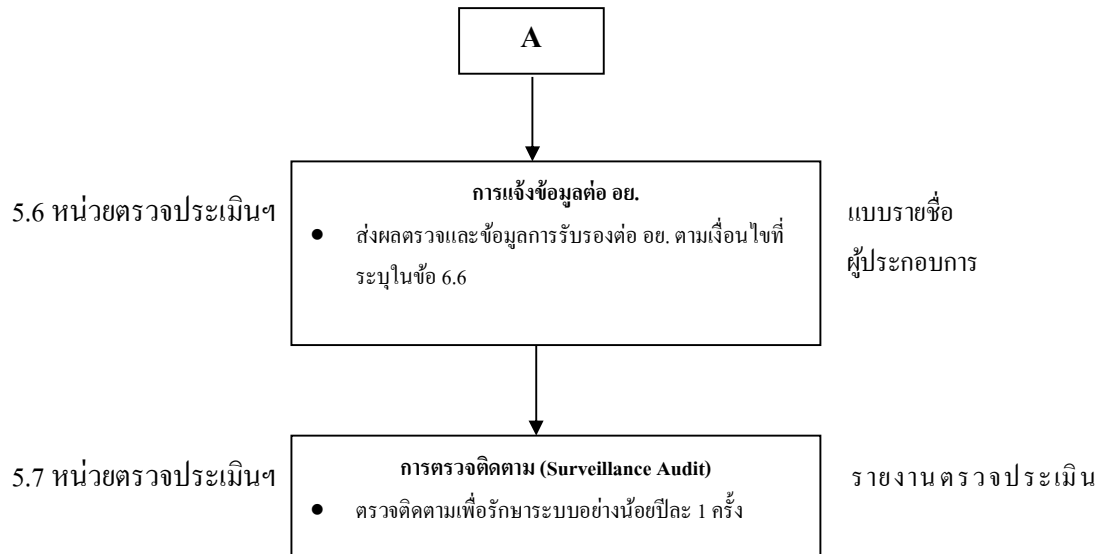 A
การแจ้งข้อมูลต่อ อย.
5.6 หน่วยตรวจประเมินฯ
● ส่งผลตรวจและข้อมูลการรับรองต่อ อย. ตามเงื่อนไขที่
ระบุในข้อ 6.6
แบบรายชื่อ
ผู้ประกอบการ
การตรวจติดตาม (Surveillance Audit)
5.7 หน่วยตรวจประเมินฯ
● ตรวจติดตามเพื่อรักษาระบบอย่างน้อยปีละ 1 ครั้ง
รายงานตรวจประเมิน